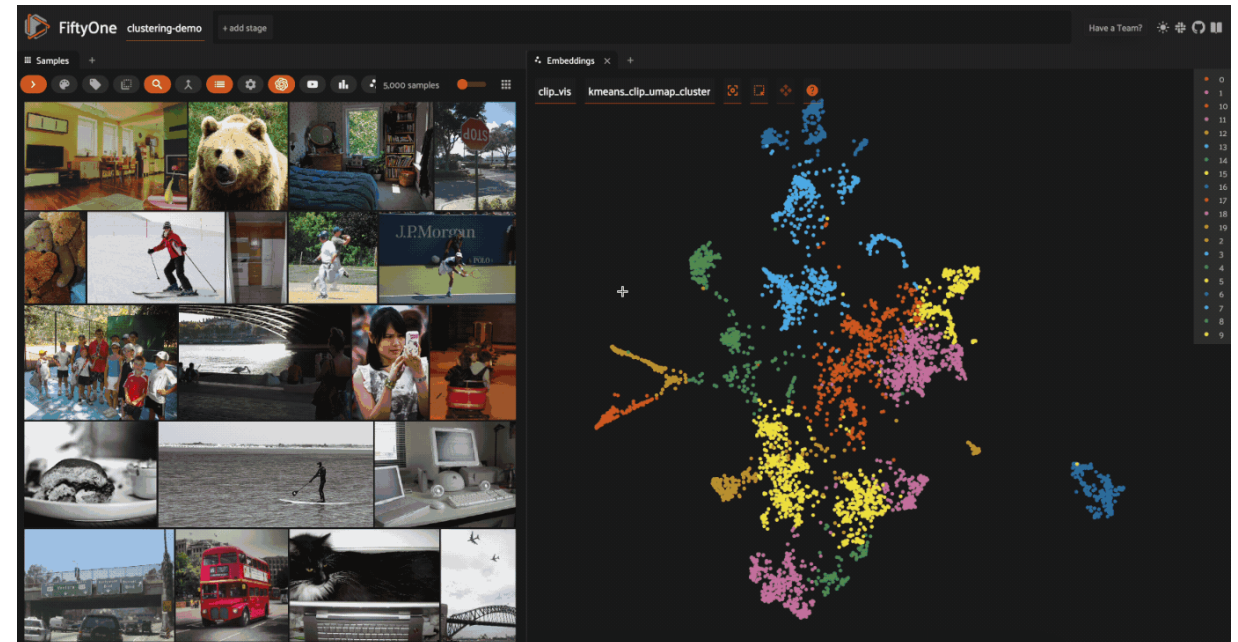 FiftyOne clustering-demo + add stage Have a Team?
Samples +
Embeddings × +
5,000 samples
clip_vis kmeans_clip_umap_cluster
?
0
1
10
11
12
13
14
15
16
17
18
19
2
3
4
5
6
7
8
9
STOP
J.P.Morgan
POLO